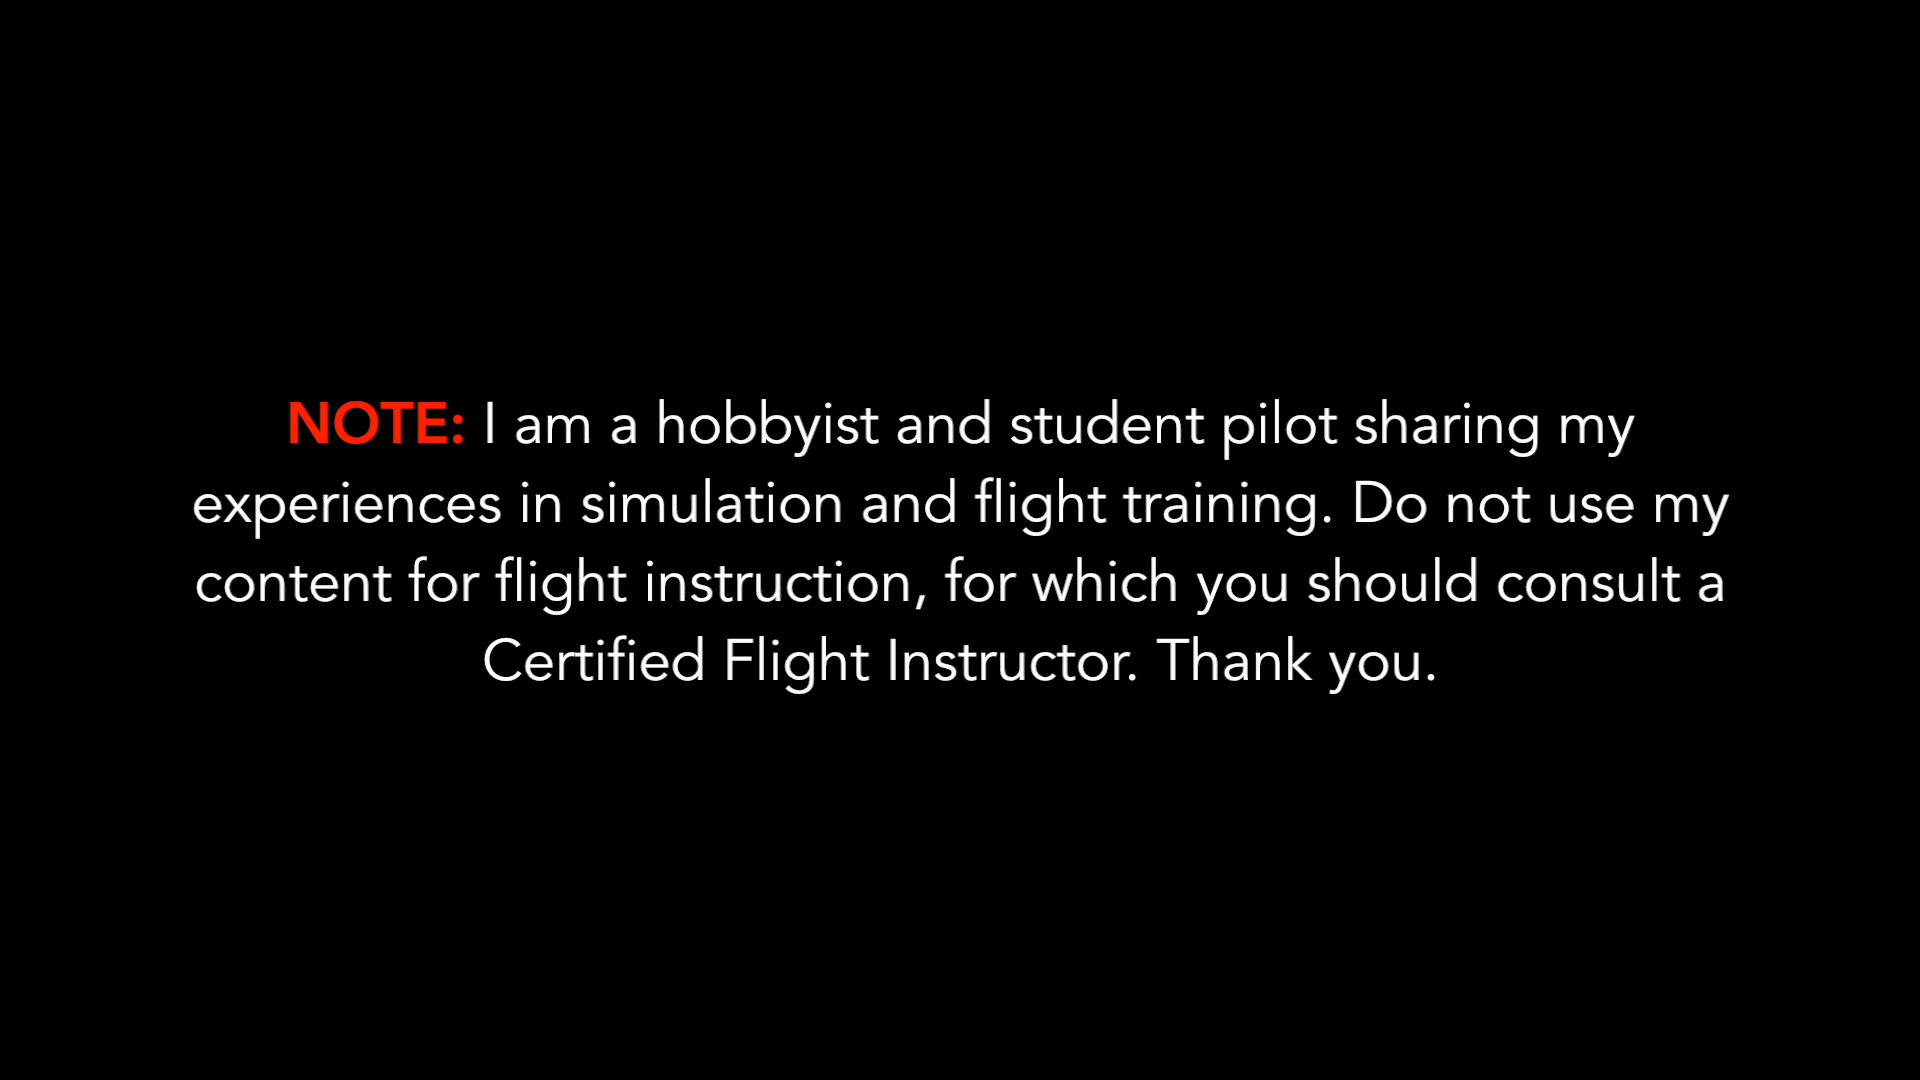 NOTE: I am a hobbyist and student pilot sharing my
experiences in simulation and flight training. Do not use my
content for flight instruction, for which you should consult a
Certified Flight Instructor. Thank you.